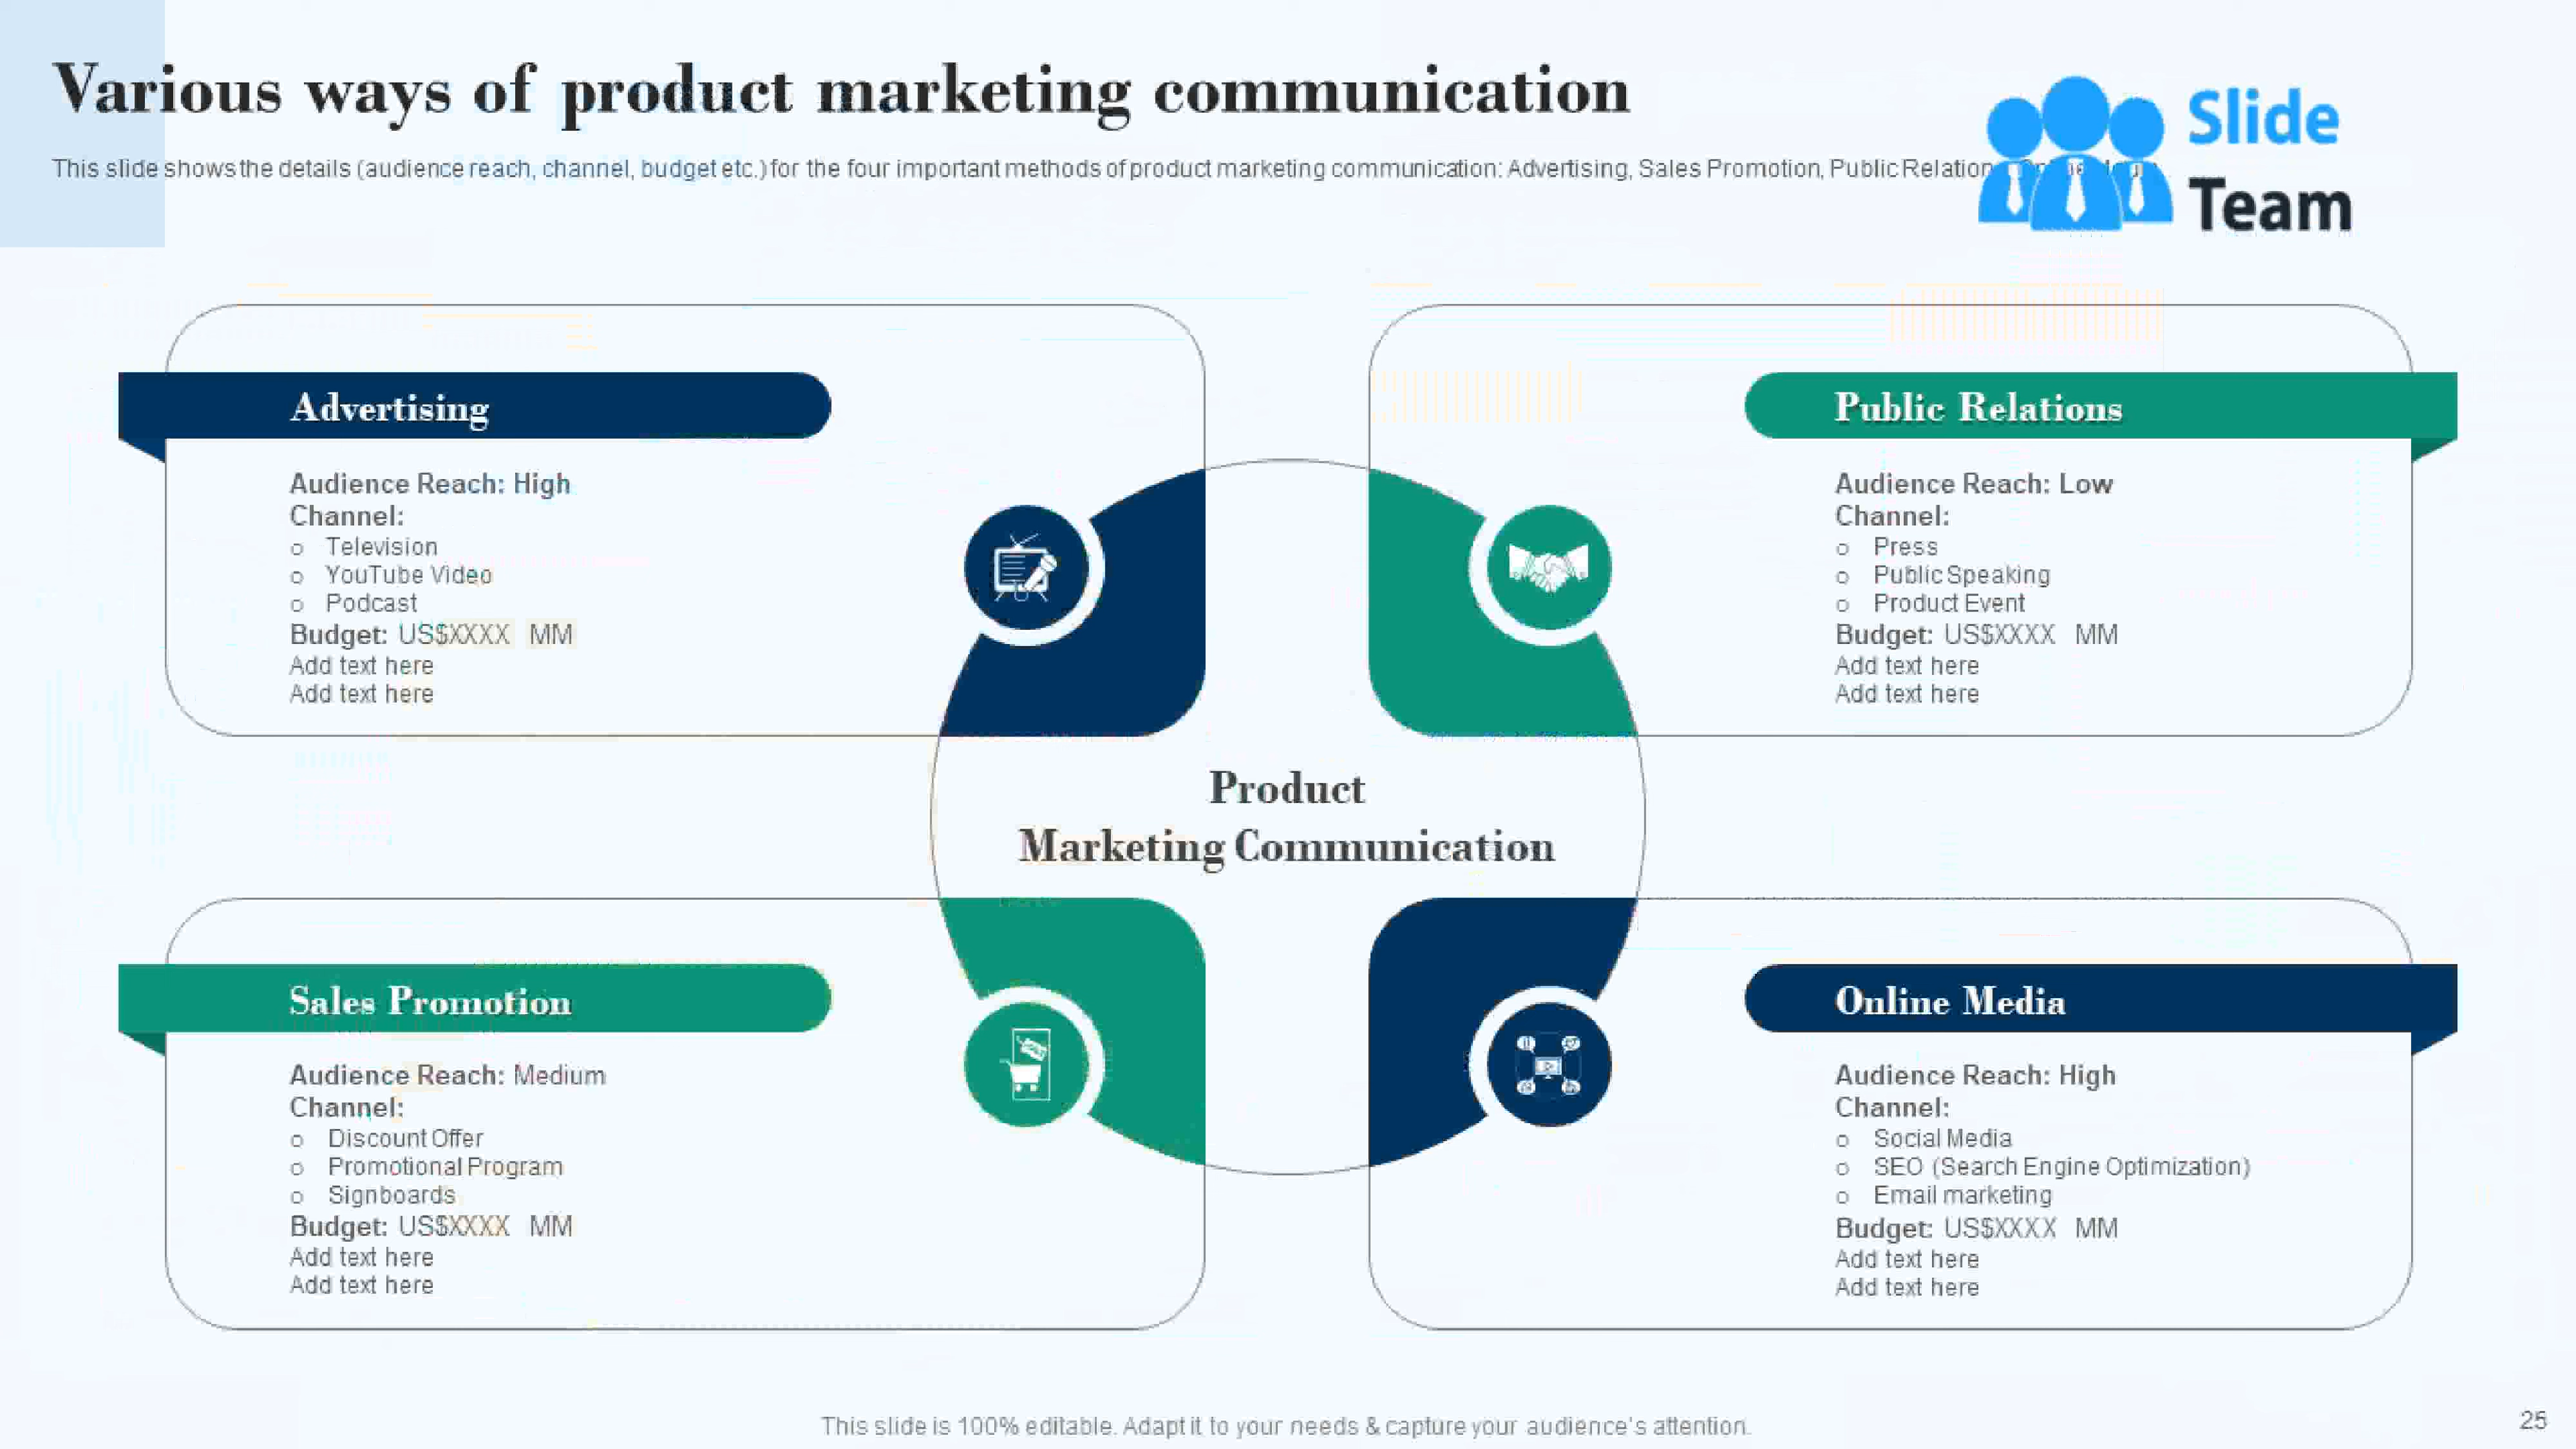 Various ways of product marketing communication
This slide shows the details (audience reach, channel, budget etc.) for the four important methods of product marketing communication: Advertising, Sales Promotion, Public Relation
Slide
Team
Advertising
Audience Reach: High
Channel:
o Television
o YouTube Video
o Podcast
Budget: US$XXXX MM
Add text here
Add text here
Public Relations
Audience Reach: Low
Channel:
o Press
o Public Speaking
o Product Event
Budget: US$XXXX MM
Add text here
Add text here
Product
Marketing Communication
Sales Promotion
Audience Reach: Medium
Channel:
o Discount Offer
o Promotional Program
o Signboards
Budget: US$XXXX MM
Add text here
Add text here
Online Media
Audience Reach: High
Channel:
o Social Media
o SEO (Search Engine Optimization)
o Email marketing
Budget: US$XXXX MM
Add text here
Add text here
This slide is 100% editable. Adapt it to your needs & capture your audience's attention.
25